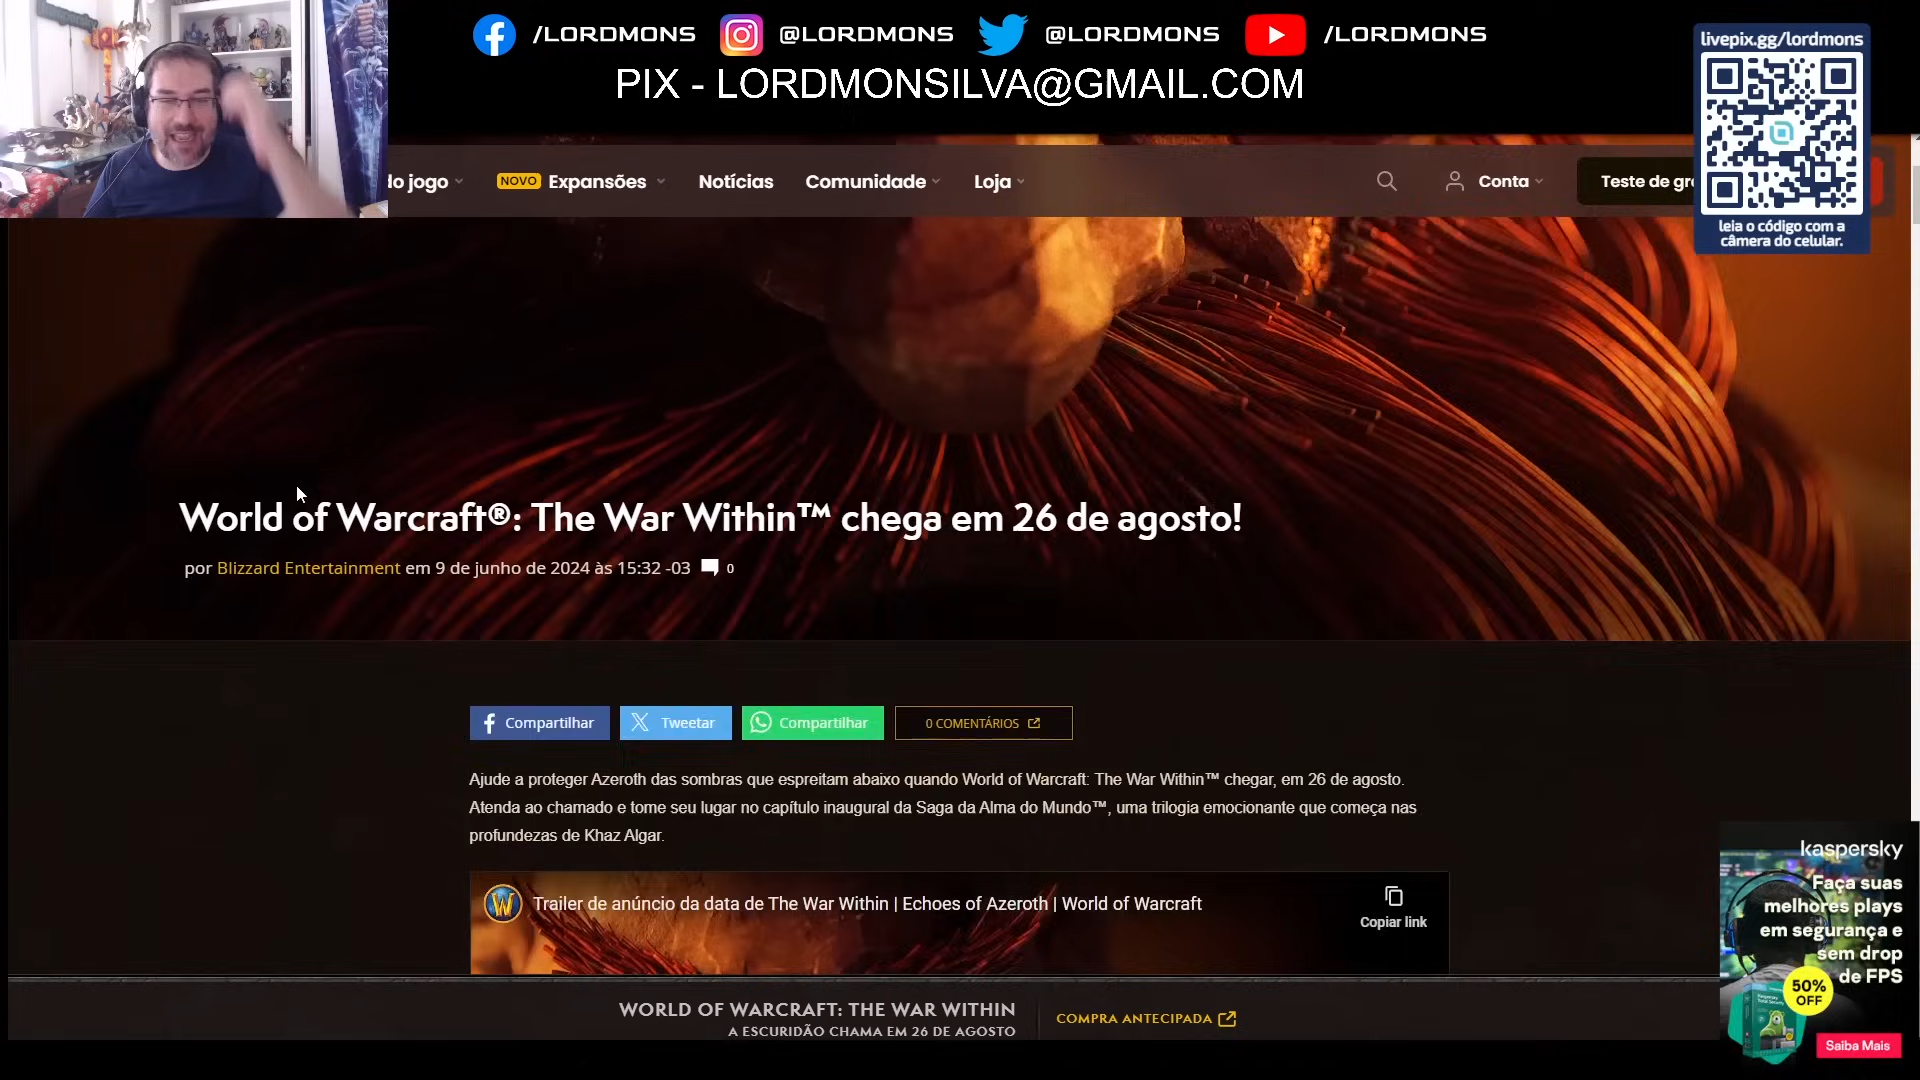 /LORDMONS @LORDMONS @LORDMONS /LORDMONS
PIX - LORDMONSILVA@GMAIL.COM
livepix.gg/lordmons
leia o código com a
câmera do celular.
do jogo NOVO Expansões Notícias Comunidade Loja Conta Teste de gr
World of Warcraft®: The War Within™ chega em 26 de agosto!
por Blizzard Entertainment em 9 de junho de 2024 às 15:32 -03 0
Compartilhar Tweetar Compartilhar 0 COMENTÁRIOS
Ajude a proteger Azeroth das sombras que espreitam abaixo quando World of Warcraft: The War Within™ chegar, em 26 de agosto.
Atenda ao chamado e tome seu lugar no capítulo inaugural da Saga da Alma do Mundo™, uma trilogia emocionante que começa nas
profundezas de Khaz Algar.
Trailer de anúncio da data de The War Within | Echoes of Azeroth | World of Warcraft
Copiar link
WORLD OF WARCRAFT: THE WAR WITHIN
A ESCURIDÃO CHAMA EM 26 DE AGOSTO
COMPRA ANTECIPADA
kaspersky
Faça suas
melhores plays
em segurança e
sem drop
de FPS
50%
OFF
Saiba Mais